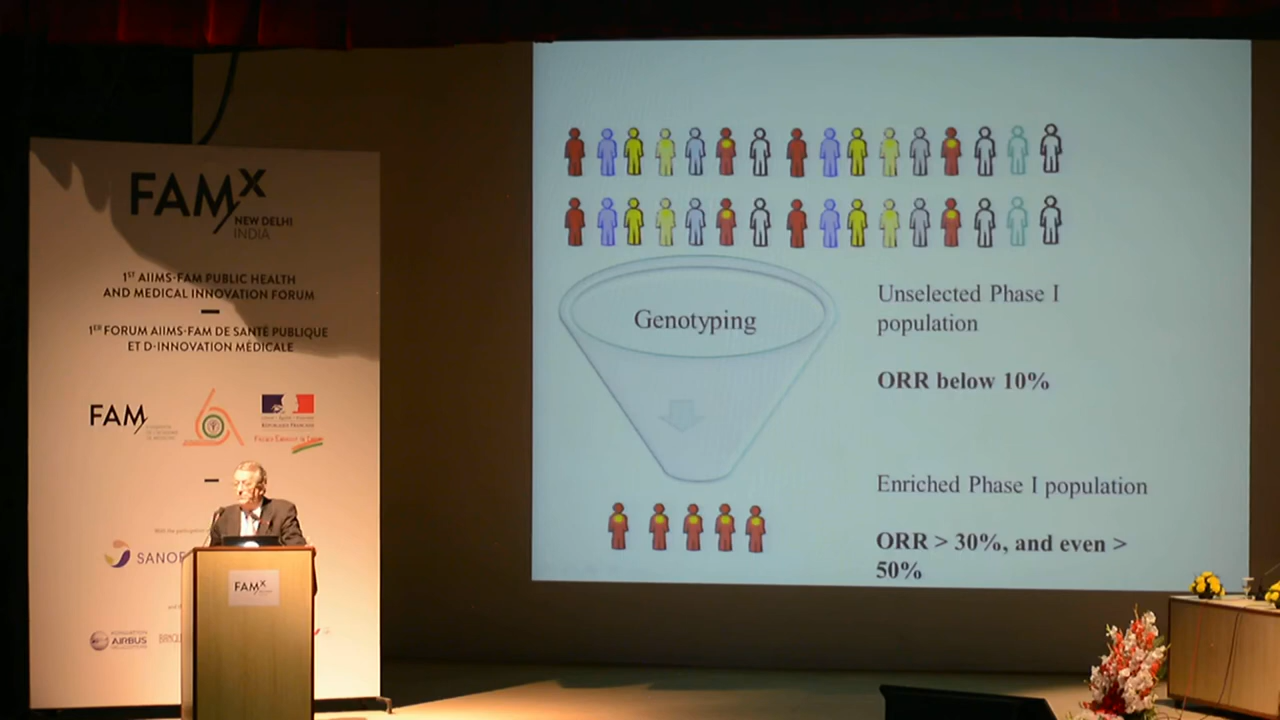 FAMx
NEW DELHI
INDIA
1ST AIIMS-FAM PUBLIC HEALTH
AND MEDICAL INNOVATION FORUM
1ER FORUM AIIMS-FAM DE SANTÉ PUBLIQUE
ET D-INNOVATION MÉDICALE
FAM
SANOF
AIRBUS
FAMx
Genotyping
Unselected Phase I
population
ORR below 10%
Enriched Phase I population
ORR > 30%, and even >
50%